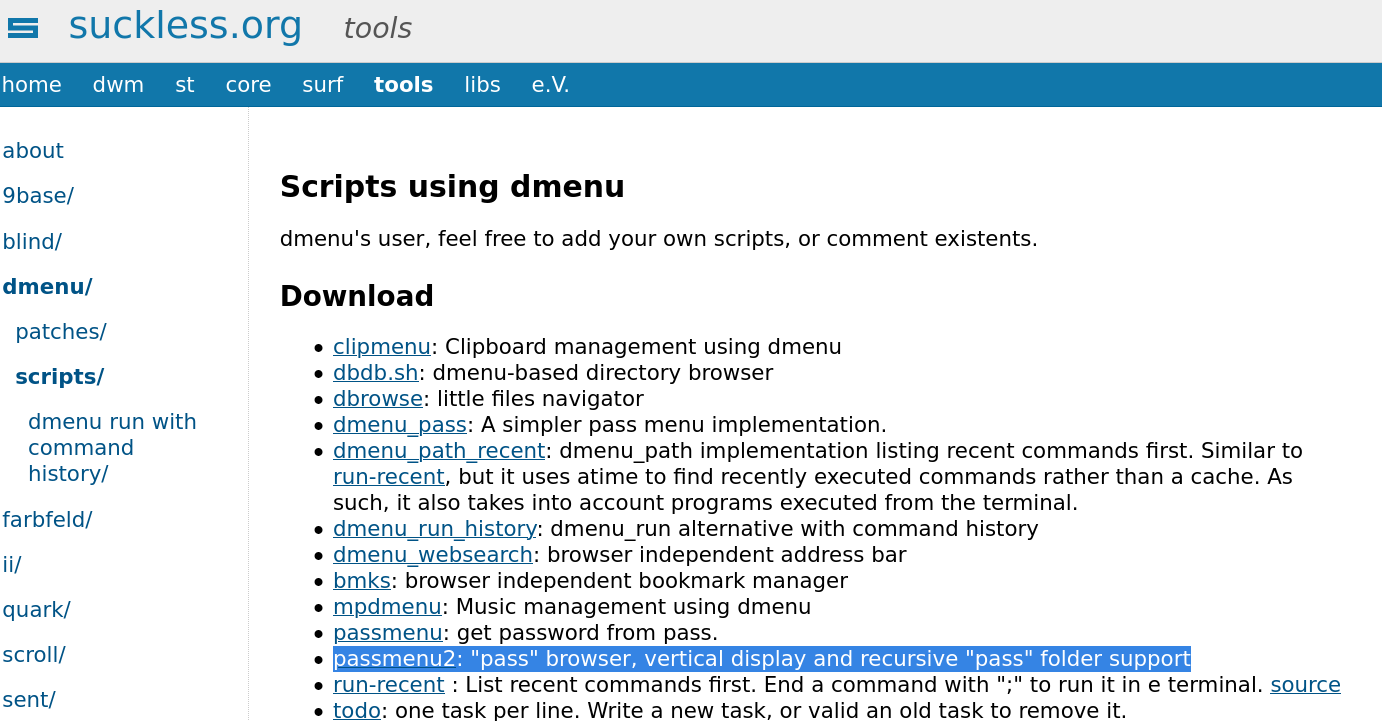 suckless.org tools
home dwm st core surf tools libs e.V.
about
9base/
blind/
dmenu/
patches/
scripts/
dmenu run with
command
history/
farbfeld/
ii/
quark/
scroll/
sent/
Scripts using dmenu
dmenu's user, feel free to add your own scripts, or comment existents.
Download
• clipmenu: Clipboard management using dmenu
• dbdb.sh: dmenu-based directory browser
• dbrowse: little files navigator
• dmenu_pass: A simpler pass menu implementation.
• dmenu_path_recent: dmenu_path implementation listing recent commands first. Similar to
run-recent, but it uses atime to find recently executed commands rather than a cache. As
such, it also takes into account programs executed from the terminal.
• dmenu_run_history: dmenu_run alternative with command history
• dmenu_websearch: browser independent address bar
• bmks: browser independent bookmark manager
• mpdmenu: Music management using dmenu
• passmenu: get password from pass.
• passmenu2: "pass" browser, vertical display and recursive "pass" folder support
• run-recent : List recent commands first. End a command with ";" to run it in e terminal. source
• todo: one task per line. Write a new task, or valid an old task to remove it.